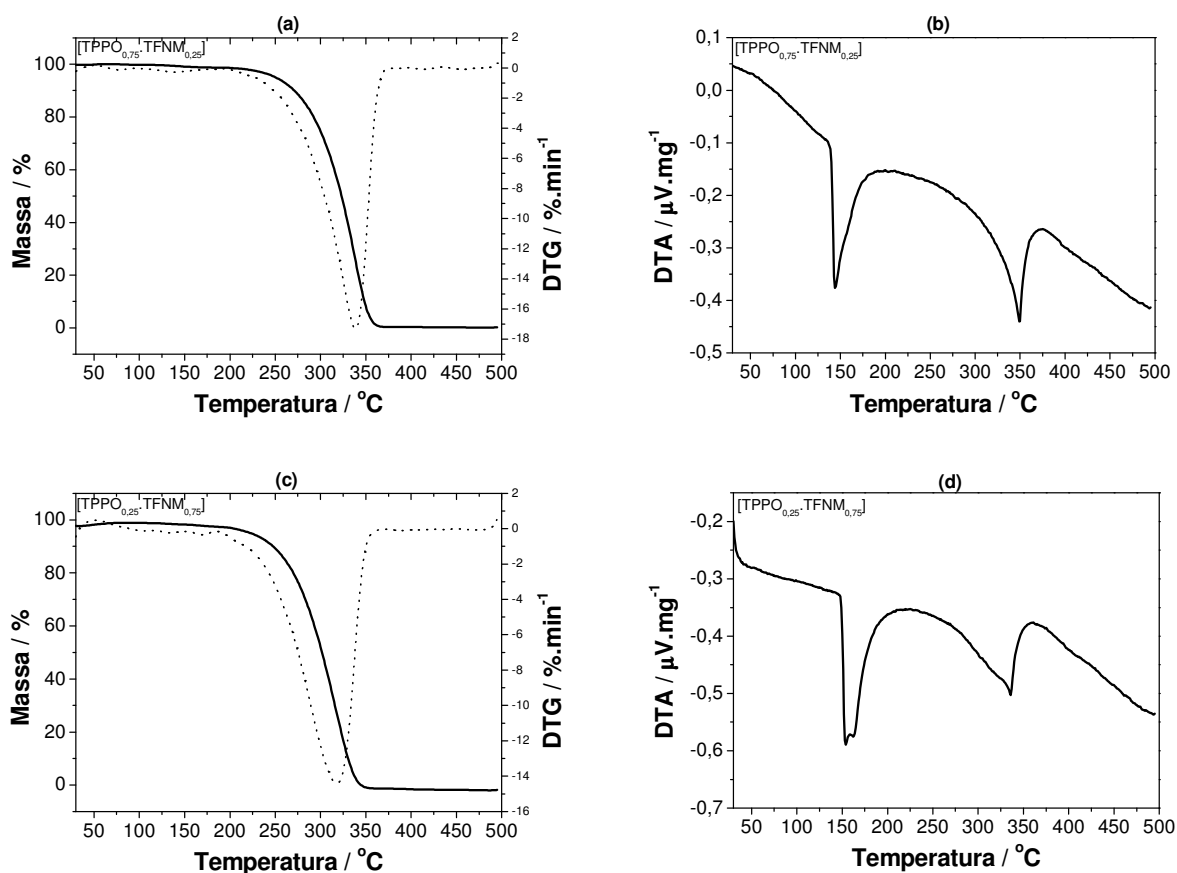 (a)
[TPPO0,75.TFNM0,25]
100
80
60
40
20
0
Massa / %
2
0
-2
-4
-6
-8
-10
-12
-14
-16
-18
DTG / %.min-1
50 100 150 200 250 300 350 400 450 500
Temperatura / oC
(b)
[TPPO0,75.TFNM0,25]
0,1
0,0
-0,1
-0,2
-0,3
-0,4
-0,5
DTA / µV.mg-1
50 100 150 200 250 300 350 400 450 500
Temperatura / oC
(c)
[TPPO0,25.TFNM0,75]
100
80
60
40
20
0
Massa / %
2
0
-2
-4
-6
-8
-10
-12
-14
-16
DTG / %.min-1
50 100 150 200 250 300 350 400 450 500
Temperatura / oC
(d)
[TPPO0,25.TFNM0,75]
-0,2
-0,3
-0,4
-0,5
-0,6
-0,7
DTA / µV.mg-1
50 100 150 200 250 300 350 400 450 500
Temperatura / oC